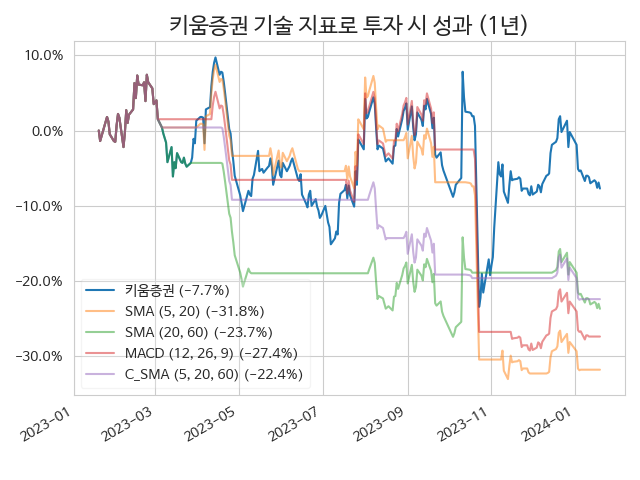 키움증권 기술 지표로 투자 시 성과 (1년)
10.0%
0.0%
−10.0%
−20.0%
−30.0%
키움증권 (−7.7%)
SMA (5, 20) (−31.8%)
SMA (20, 60) (−23.7%)
MACD (12, 26, 9) (−27.4%)
C_SMA (5, 20, 60) (−22.4%)
2023-01
2023-03
2023-05
2023-07
2023-09
2023-11
2024-01